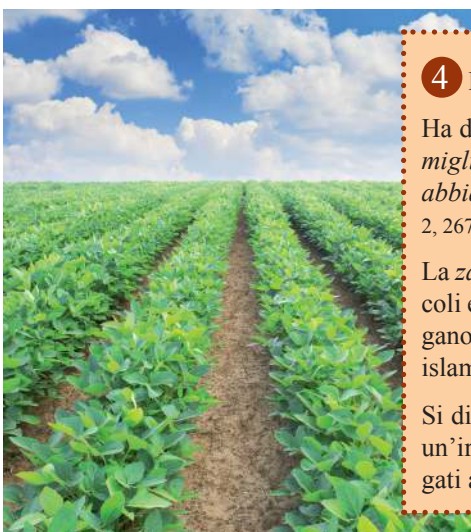 4
Ha d
migli
abbia
2, 267
La za
coli e
gano
islam
Si di
un’in
gati a